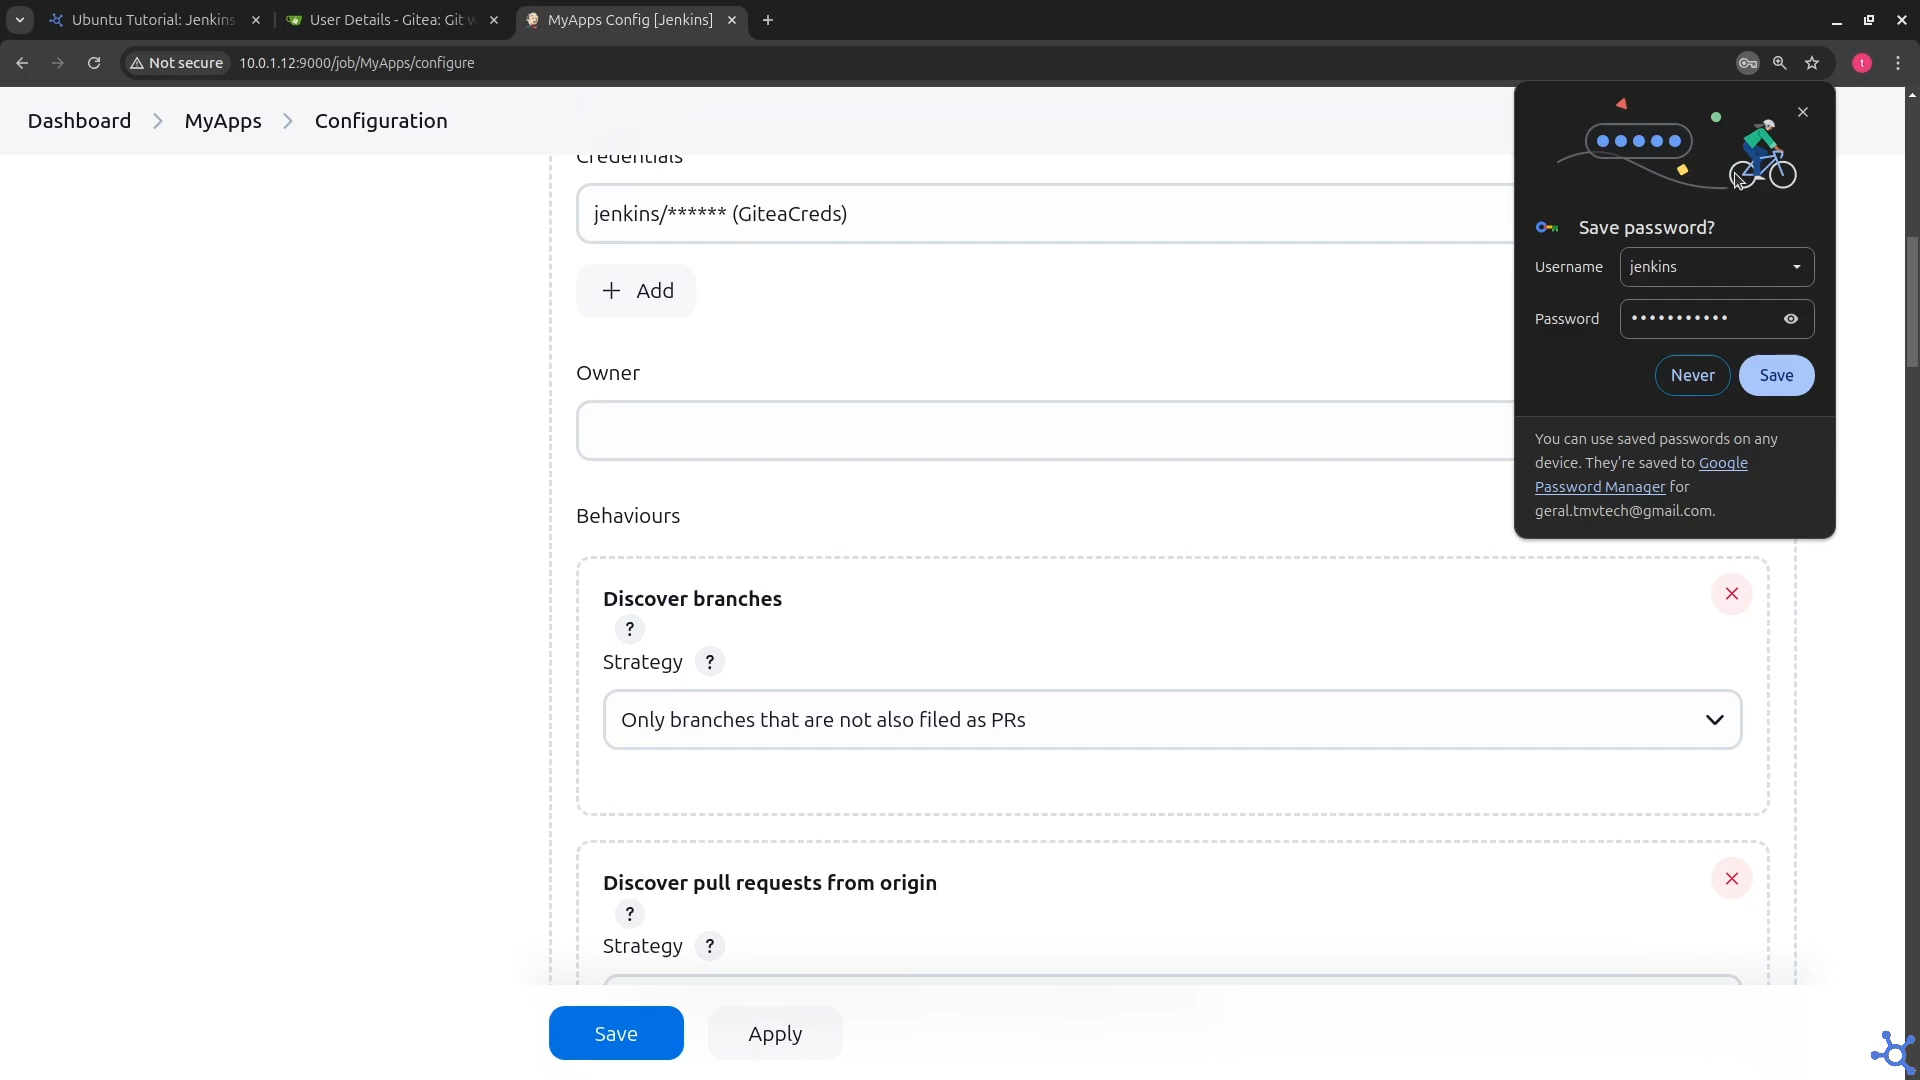 Ubuntu Tutorial: Jenkins
User Details - Gitea: Git w
MyApps Config [Jenkins]
Not secure
10.0.1.12:9000/job/MyApps/configure
t
Dashboard
MyApps
Configuration
Credentials
jenkins/****** (GiteaCreds)
Add
Owner
Behaviours
Discover branches
?
Strategy ?
Only branches that are not also filed as PRs
Discover pull requests from origin
?
Strategy ?
Save
Apply
Save password?
Username
jenkins
Password
•••••••••••
Never
Save
You can use saved passwords on any
device. They're saved to Google
Password Manager for
geral.tmvtech@gmail.com.